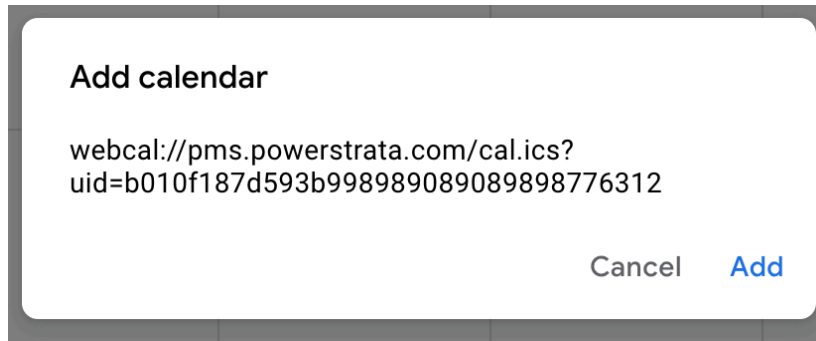 Add calendar
webcal://pms.powerstrata.com/cal.ics?
uid=b010f187d593b998989089089898776312
Cancel Add